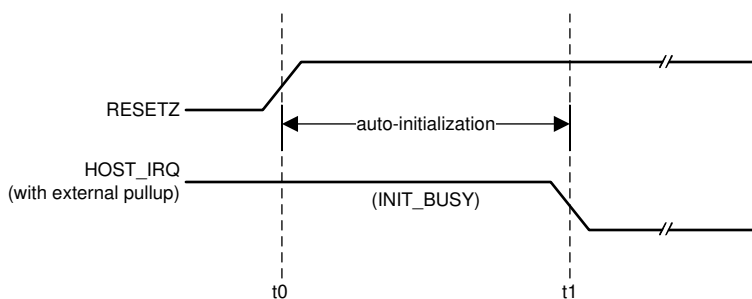 RESETZ
auto-initialization
HOST_IRQ
(with external pullup)
(INIT_BUSY)
t0
t1